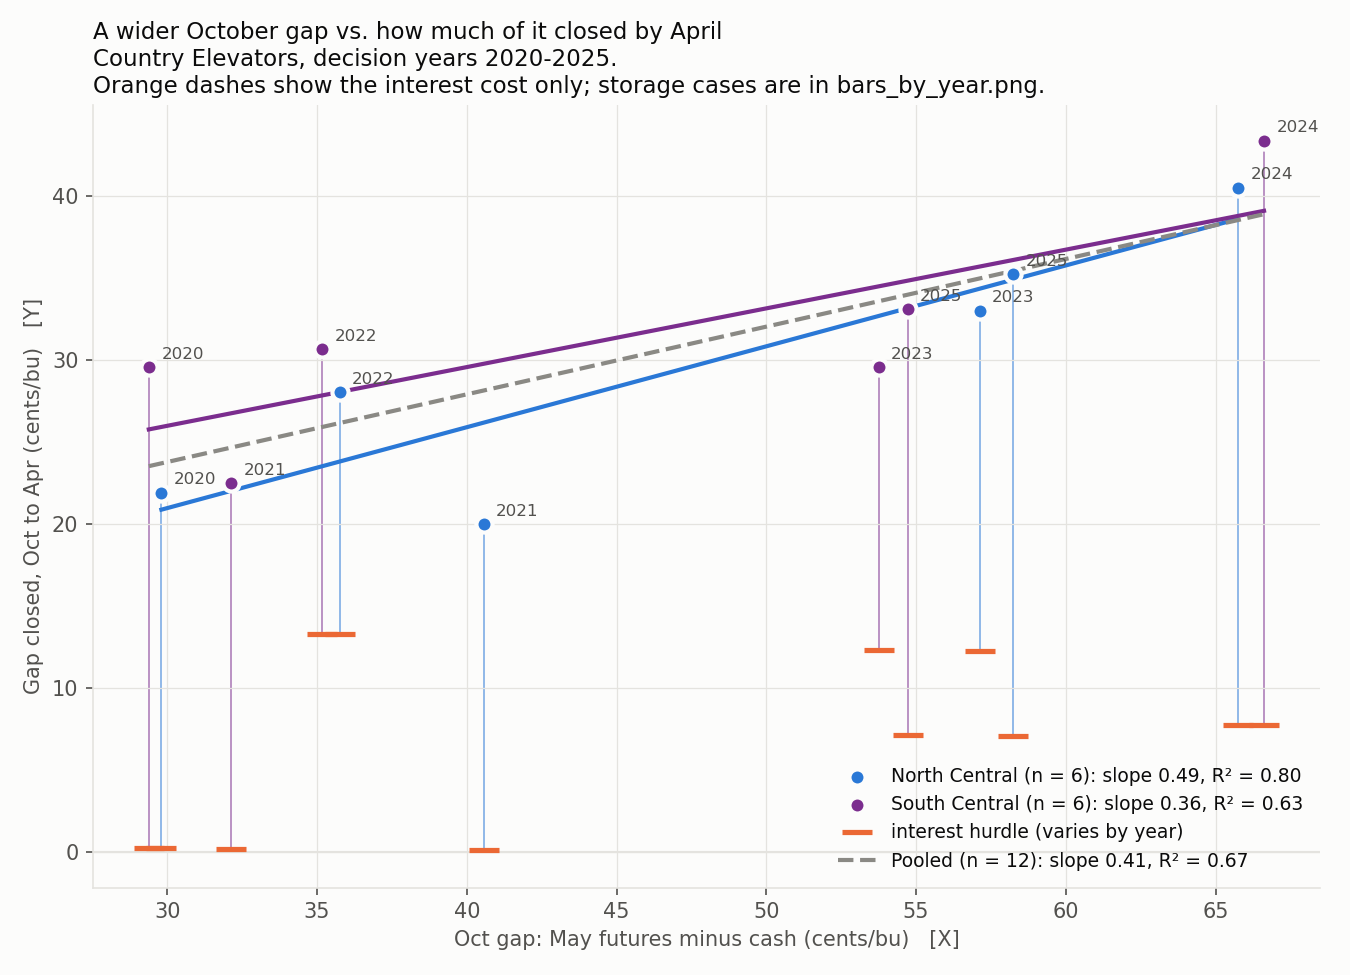 A wider October gap vs. how much of it closed by April
Country Elevators, decision years 2020-2025.
Orange dashes show the interest cost only; storage cases are in bars_by_year.png.
Gap closed, Oct to Apr (cents/bu)   [Y]
40
30
20
10
0
2024
2024
2025
2025
2023
2022
2020
2023
2022
2021
2020
2021
North Central (n = 6): slope 0.49, R² = 0.80
South Central (n = 6): slope 0.36, R² = 0.63
interest hurdle (varies by year)
Pooled (n = 12): slope 0.41, R² = 0.67
30 35 40 45 50 55 60 65
Oct gap: May futures minus cash (cents/bu)   [X]